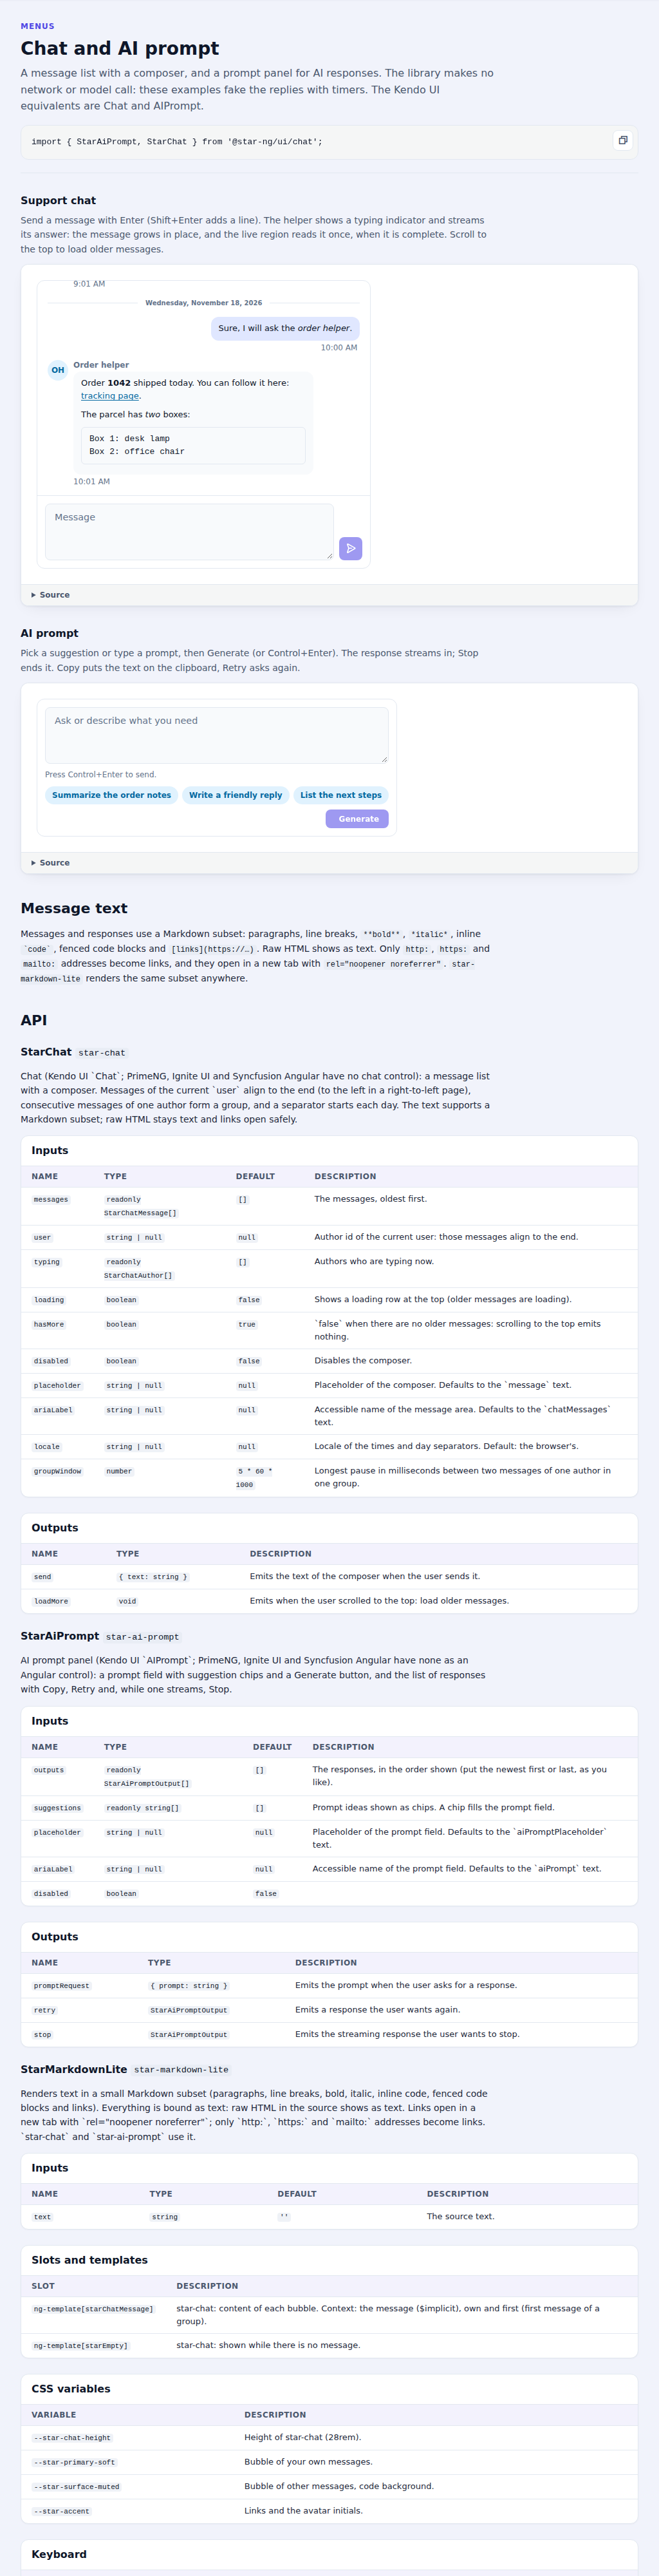 MENUS
Chat and AI prompt
A message list with a composer, and a prompt panel for AI responses. The library makes no
network or model call: these examples fake the replies with timers. The Kendo UI
equivalents are Chat and AIPrompt.
import { StarAiPrompt, StarChat } from '@star-ng/ui/chat';
Support chat
Send a message with Enter (Shift+Enter adds a line). The helper shows a typing indicator and streams
its answer: the message grows in place, and the live region reads it once, when it is complete. Scroll to
the top to load older messages.
9:01 AM
Wednesday, November 18, 2026
Sure, I will ask the order helper.
10:00 AM
OH
Order helper
Order 1042 shipped today. You can follow it here:
tracking page.
The parcel has two boxes:
Box 1: desk lamp
Box 2: office chair
10:01 AM
Message
Source
AI prompt
Pick a suggestion or type a prompt, then Generate (or Control+Enter). The response streams in; Stop
ends it. Copy puts the text on the clipboard, Retry asks again.
Ask or describe what you need
Press Control+Enter to send.
Summarize the order notes Write a friendly reply List the next steps
Generate
Source
Message text
Messages and responses use a Markdown subset: paragraphs, line breaks, **bold**, *italic*, inline
`code`, fenced code blocks and [links](https://…). Raw HTML shows as text. Only http:, https: and
mailto: addresses become links, and they open in a new tab with rel="noopener noreferrer". star-
markdown-lite renders the same subset anywhere.
API
StarChat star-chat
Chat (Kendo UI `Chat`; PrimeNG, Ignite UI and Syncfusion Angular have no chat control): a message list
with a composer. Messages of the current `user` align to the end (to the left in a right-to-left page),
consecutive messages of one author form a group, and a separator starts each day. The text supports a
Markdown subset; raw HTML stays text and links open safely.
Inputs
NAME TYPE DEFAULT DESCRIPTION
messages readonly StarChatMessage[] [] The messages, oldest first.
user string | null null Author id of the current user: those messages align to the end.
typing readonly StarChatAuthor[] [] Authors who are typing now.
loading boolean false Shows a loading row at the top (older messages are loading).
hasMore boolean true `false` when there are no older messages: scrolling to the top emits
nothing.
disabled boolean false Disables the composer.
placeholder string | null null Placeholder of the composer. Defaults to the `message` text.
ariaLabel string | null null Accessible name of the message area. Defaults to the `chatMessages`
text.
locale string | null null Locale of the times and day separators. Default: the browser's.
groupWindow number 5 * 60 * 1000 Longest pause in milliseconds between two messages of one author in
one group.
Outputs
NAME TYPE DESCRIPTION
send { text: string } Emits the text of the composer when the user sends it.
loadMore void Emits when the user scrolled to the top: load older messages.
StarAiPrompt star-ai-prompt
AI prompt panel (Kendo UI `AIPrompt`; PrimeNG, Ignite UI and Syncfusion Angular have none as an
Angular control): a prompt field with suggestion chips and a Generate button, and the list of responses
with Copy, Retry and, while one streams, Stop.
Inputs
NAME TYPE DEFAULT DESCRIPTION
outputs readonly StarAiPromptOutput[] [] The responses, in the order shown (put the newest first or last, as you
like).
suggestions readonly string[] [] Prompt ideas shown as chips. A chip fills the prompt field.
placeholder string | null null Placeholder of the prompt field. Defaults to the `aiPromptPlaceholder`
text.
ariaLabel string | null null Accessible name of the prompt field. Defaults to the `aiPrompt` text.
disabled boolean false
Outputs
NAME TYPE DESCRIPTION
promptRequest { prompt: string } Emits the prompt when the user asks for a response.
retry StarAiPromptOutput Emits a response the user wants again.
stop StarAiPromptOutput Emits the streaming response the user wants to stop.
StarMarkdownLite star-markdown-lite
Renders text in a small Markdown subset (paragraphs, line breaks, bold, italic, inline code, fenced code
blocks and links). Everything is bound as text: raw HTML in the source shows as text. Links open in a
new tab with `rel="noopener noreferrer"`; only `http:`, `https:` and `mailto:` addresses become links.
`star-chat` and `star-ai-prompt` use it.
Inputs
NAME TYPE DEFAULT DESCRIPTION
text string '' The source text.
Slots and templates
SLOT DESCRIPTION
ng-template[starChatMessage] star-chat: content of each bubble. Context: the message ($implicit), own and first (first message of a
group).
ng-template[starEmpty] star-chat: shown while there is no message.
CSS variables
VARIABLE DESCRIPTION
--star-chat-height Height of star-chat (28rem).
--star-primary-soft Bubble of your own messages.
--star-surface-muted Bubble of other messages, code background.
--star-accent Links and the avatar initials.
Keyboard